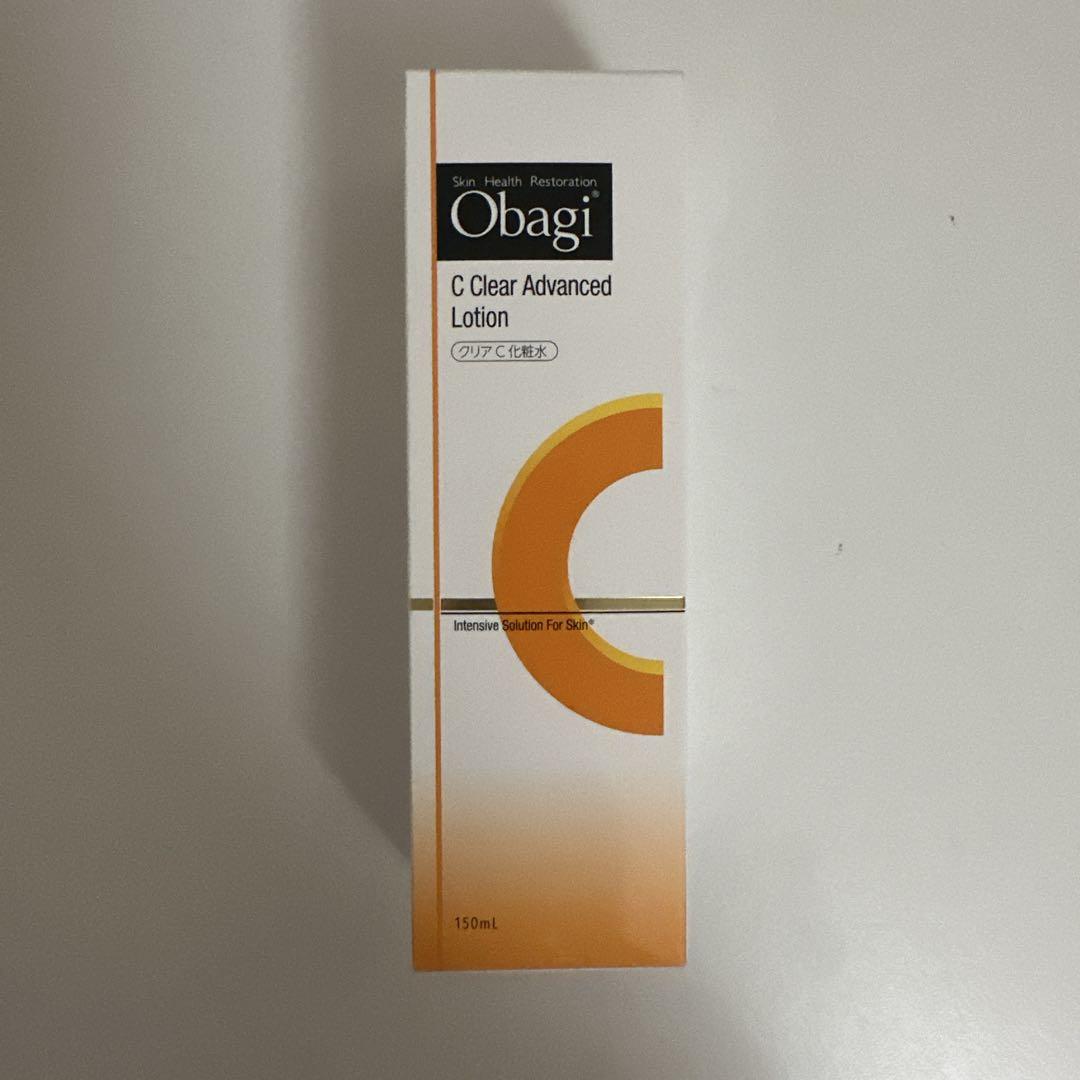 Skin Health Restoration
Obagi®
C Clear Advanced
Lotion
クリアC化粧水
Intensive Solution For Skin®
150mL